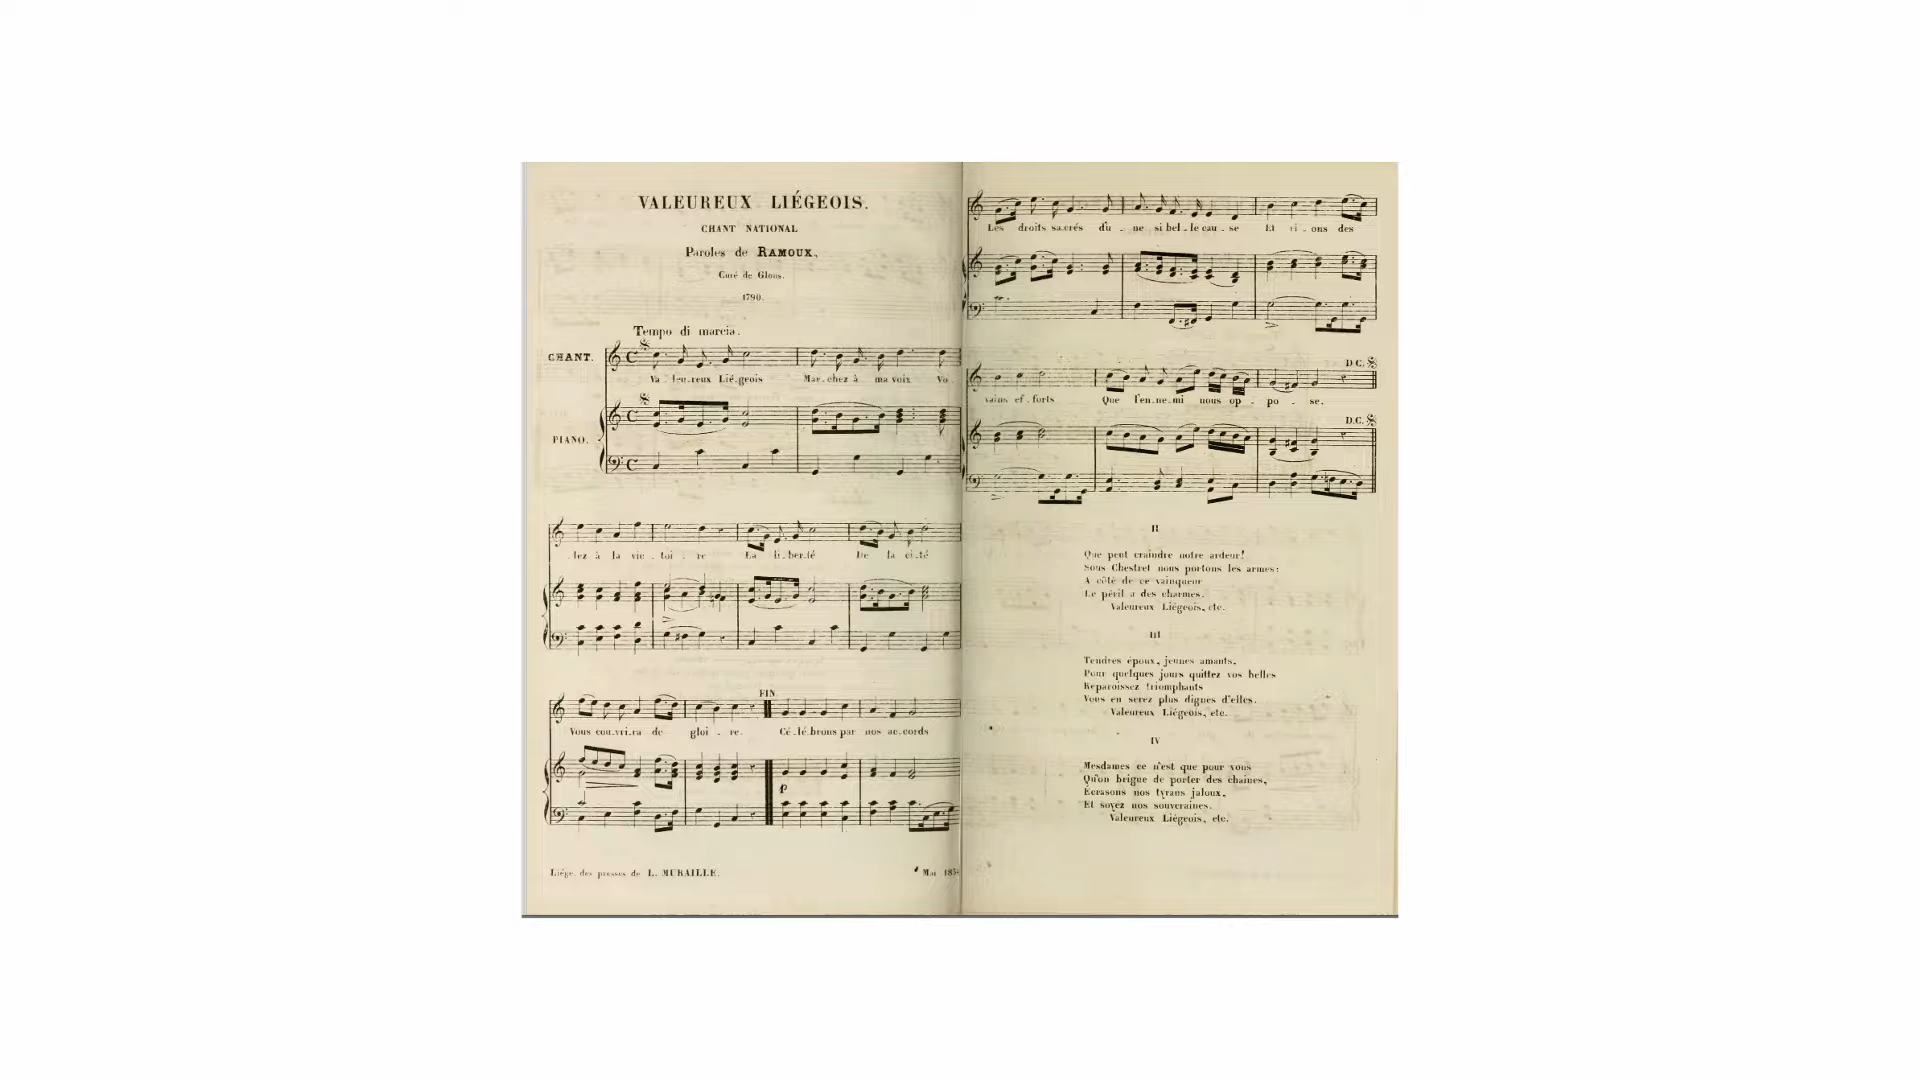 VALEUREUX LIÉGEOIS.
CHANT NATIONAL
Paroles de RAMOUX,
Curé de Glons.
1790.
Tempo di marcia.
CHANT.
Va - leu-reux Lié-geois Mar-chez à ma voix Vo
PIANO.
lez à la vic - toi - re La li-ber-té De la ci-té
FIN
Vous cou-vri-ra de gloi - re. Cé-lé-brons par nos ac-cords
p
Liége, des presses de L. MURAILLE. Mai
Les droits sa-crés d'u - ne si bel-le cau - se Et ri - ons des
D.C.
vains ef-forts Que l'en-ne-mi nous op - po - se.
D.C.
II
Que peut craindre notre ardeur!
Sous Chestret nous portons les armes:
A côté de ce vainqueur
Le péril a des charmes.
Valeureux Liégeois, etc.
III
Tendres époux, jeunes amants,
Pour quelques jours quittez vos belles
Reparoissez triomphants
Vous en serez plus dignes d'elles.
Valeureux Liégeois, etc.
IV
Mesdames ce n'est que pour vous
Qu'on brigue de porter des chaines,
Écrasons nos tyrans jaloux,
Et soyez nos souveraines.
Valeureux Liégeois, etc.